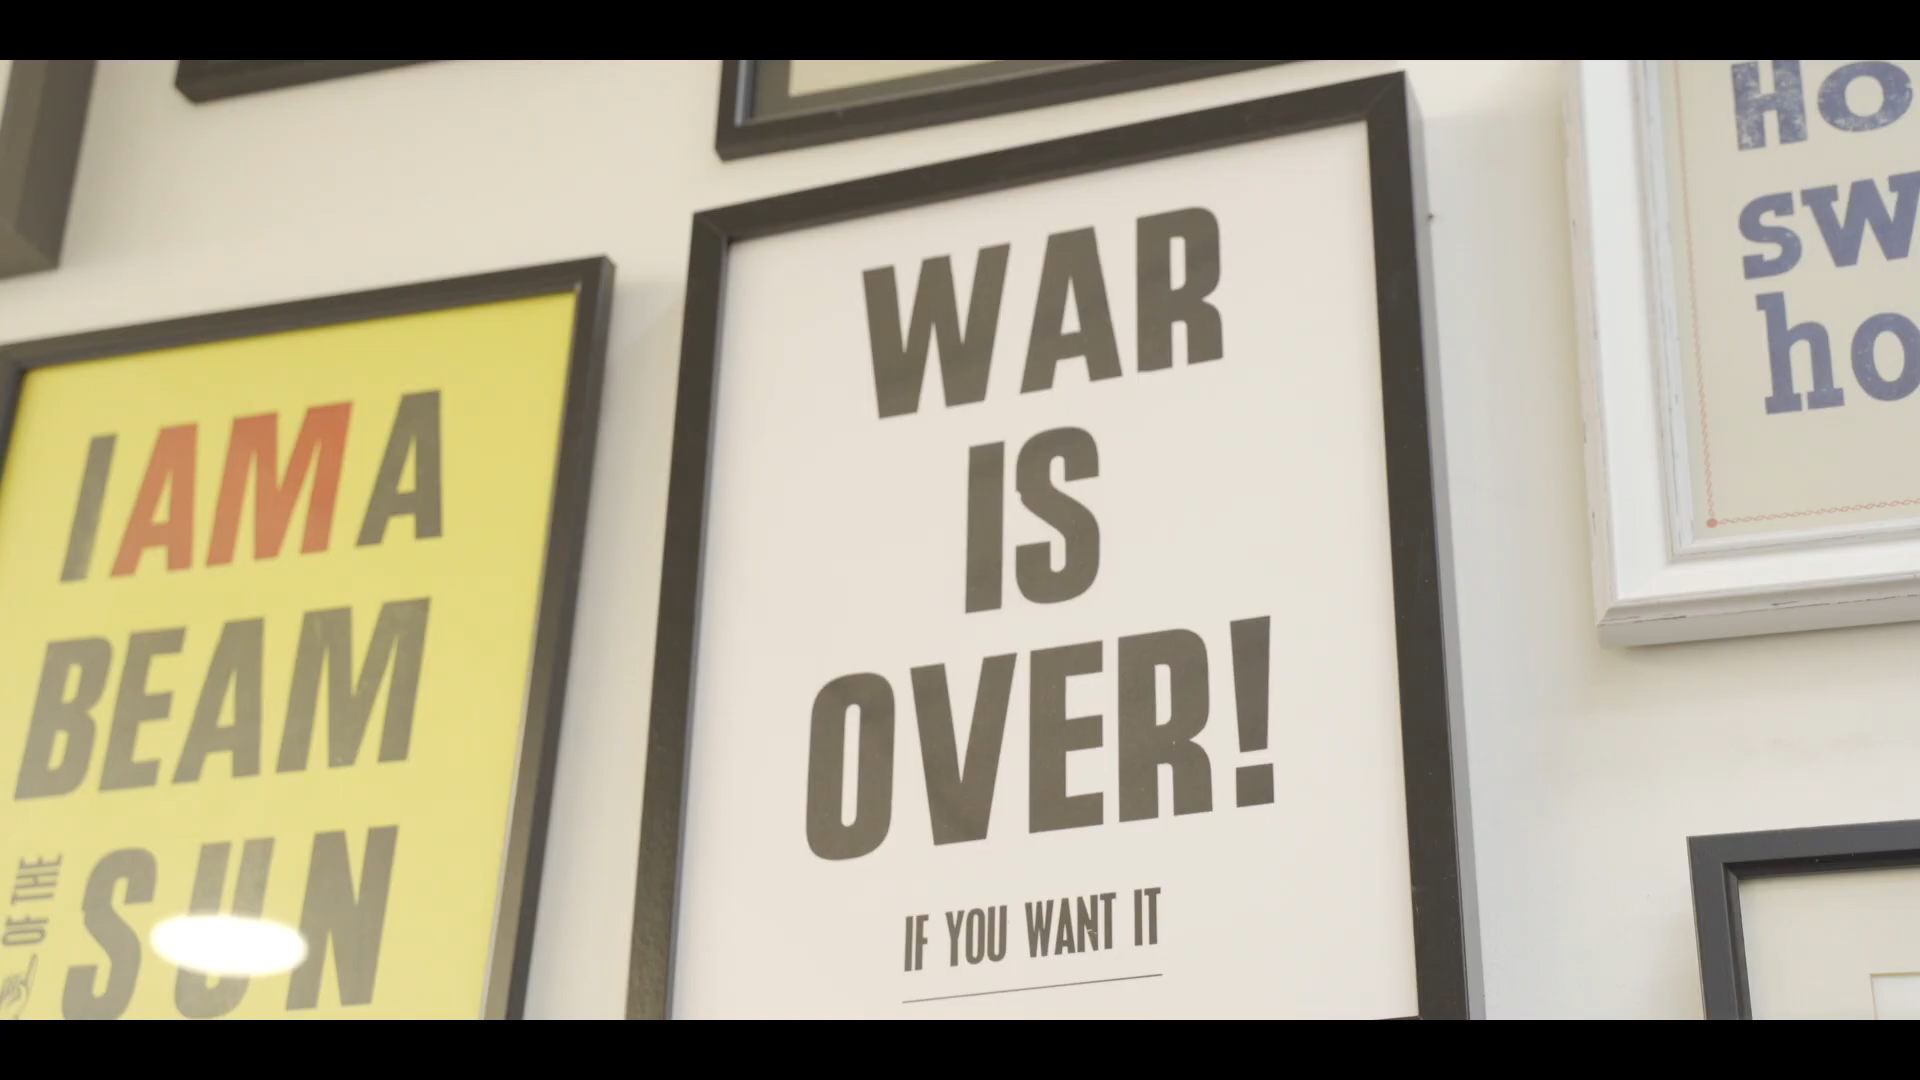 I AM A
BEAM
OF THE
SUN
WAR
IS
OVER!
IF YOU WANT IT